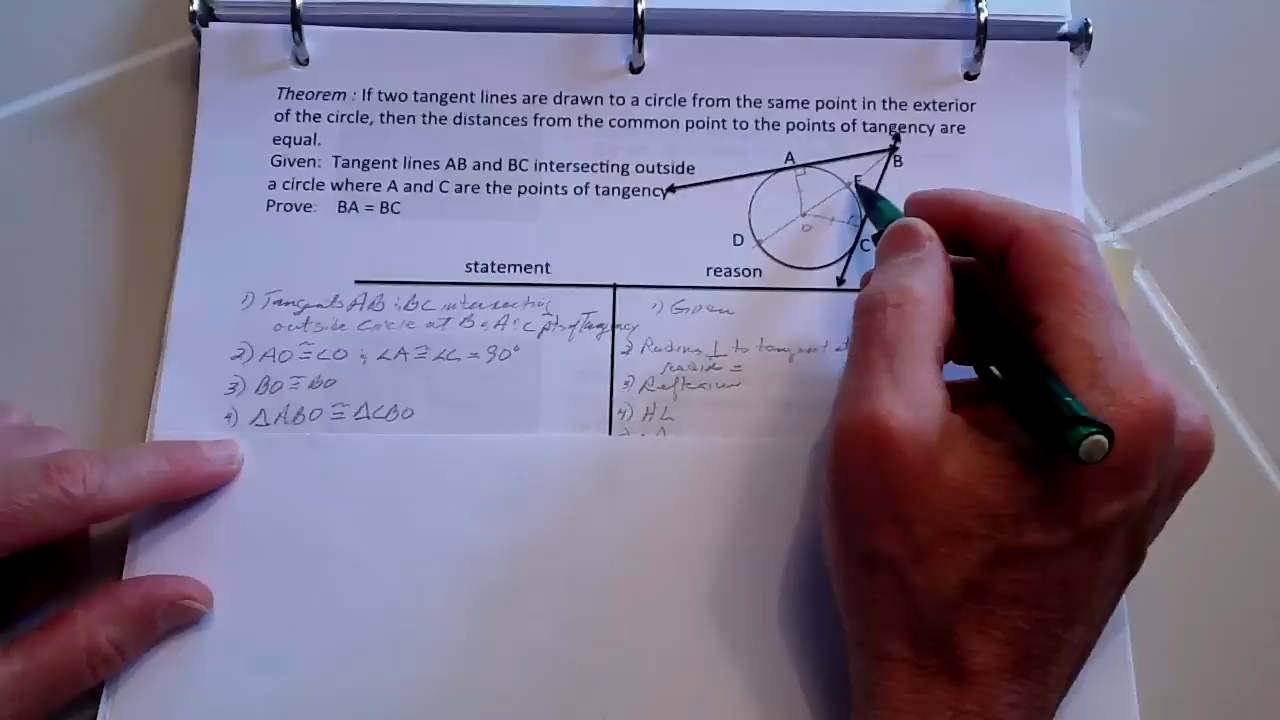 Theorem : If two tangent lines are drawn to a circle from the same point in the exterior
of the circle, then the distances from the common point to the points of tangency are
equal.
Given: Tangent lines AB and BC intersecting outside
a circle where A and C are the points of tangency
Prove: BA = BC
A
B
E
O
D
C
statement
reason
1) Tangents AB & BC intersecting
outside circle at B & A & C pts of Tangency
1) Given
2) AO ≅ CO ; ∠A ≅ ∠C = 90°
2) Radius ⊥ to tangent
3) BO ≅ BO
3) Reflexive
4) △ABO ≅ △CBO
4) HL